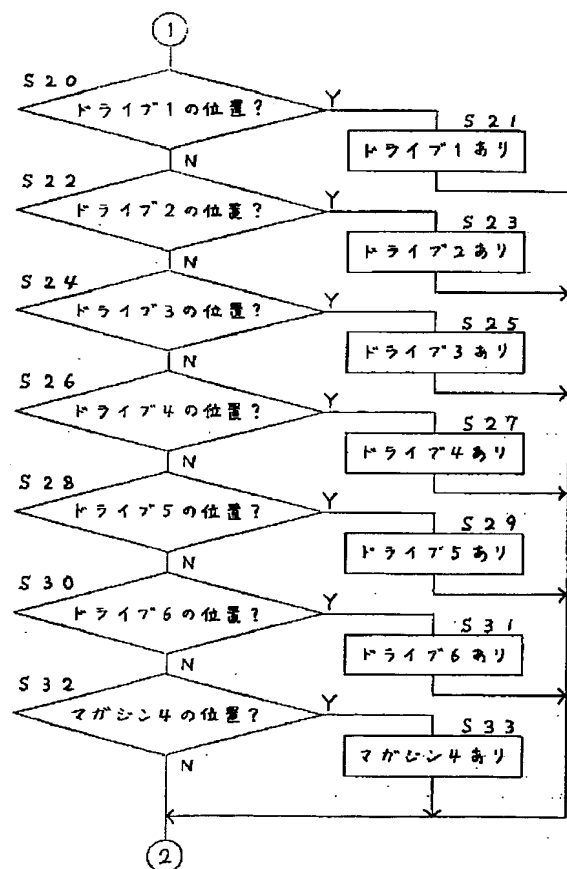 ①
S20
ドライブ1の位置?
Y
S21
ドライブ1あり
N
S22
ドライブ2の位置?
Y
S23
ドライブ2あり
N
S24
ドライブ3の位置?
Y
S25
ドライブ3あり
N
S26
ドライブ4の位置?
Y
S27
ドライブ4あり
N
S28
ドライブ5の位置?
Y
S29
ドライブ5あり
N
S30
ドライブ6の位置?
Y
S31
ドライブ6あり
N
S32
マガジン4の位置?
Y
S33
マガジン4あり
N
②